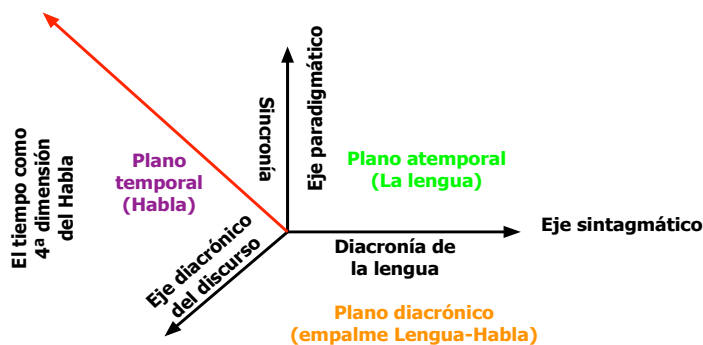 El tiempo como
4ª dimensión
del Habla
Plano
temporal
(Habla)
Sincronía
Eje paradigmático
Plano atemporal
(La lengua)
Eje sintagmático
Diacronía de
la lengua
Eje diacrónico
del discurso
Plano diacrónico
(empalme Lengua-Habla)